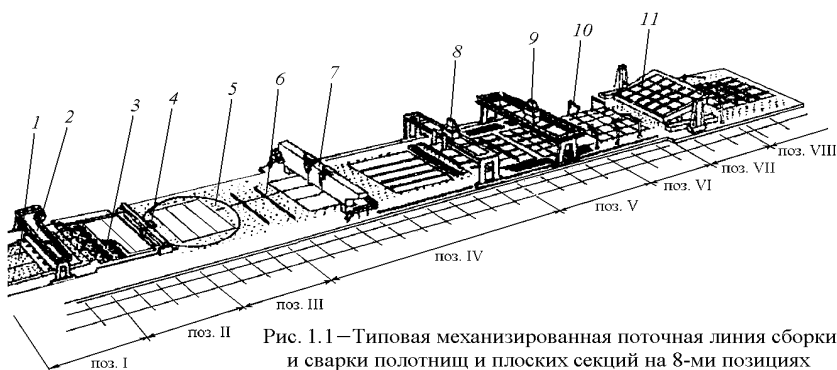 1
2
3
4
5
6
7
8
9
10
11
поз. I
поз. II
поз. III
поз. IV
поз. V
поз. VI
поз. VII
поз. VIII
Рис. 1.1–Типовая механизированная поточная линия сборки
и сварки полотнищ и плоских секций на 8-ми позициях